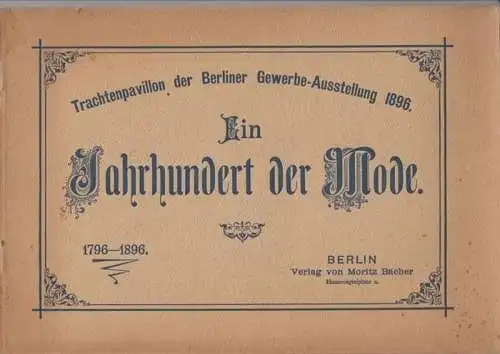 Trachtenpavillon der Berliner Gewerbe-Ausstellung 1896.
Ein
Jahrhundert der Mode.
1796—1896.
BERLIN
Verlag von Moritz Bacher